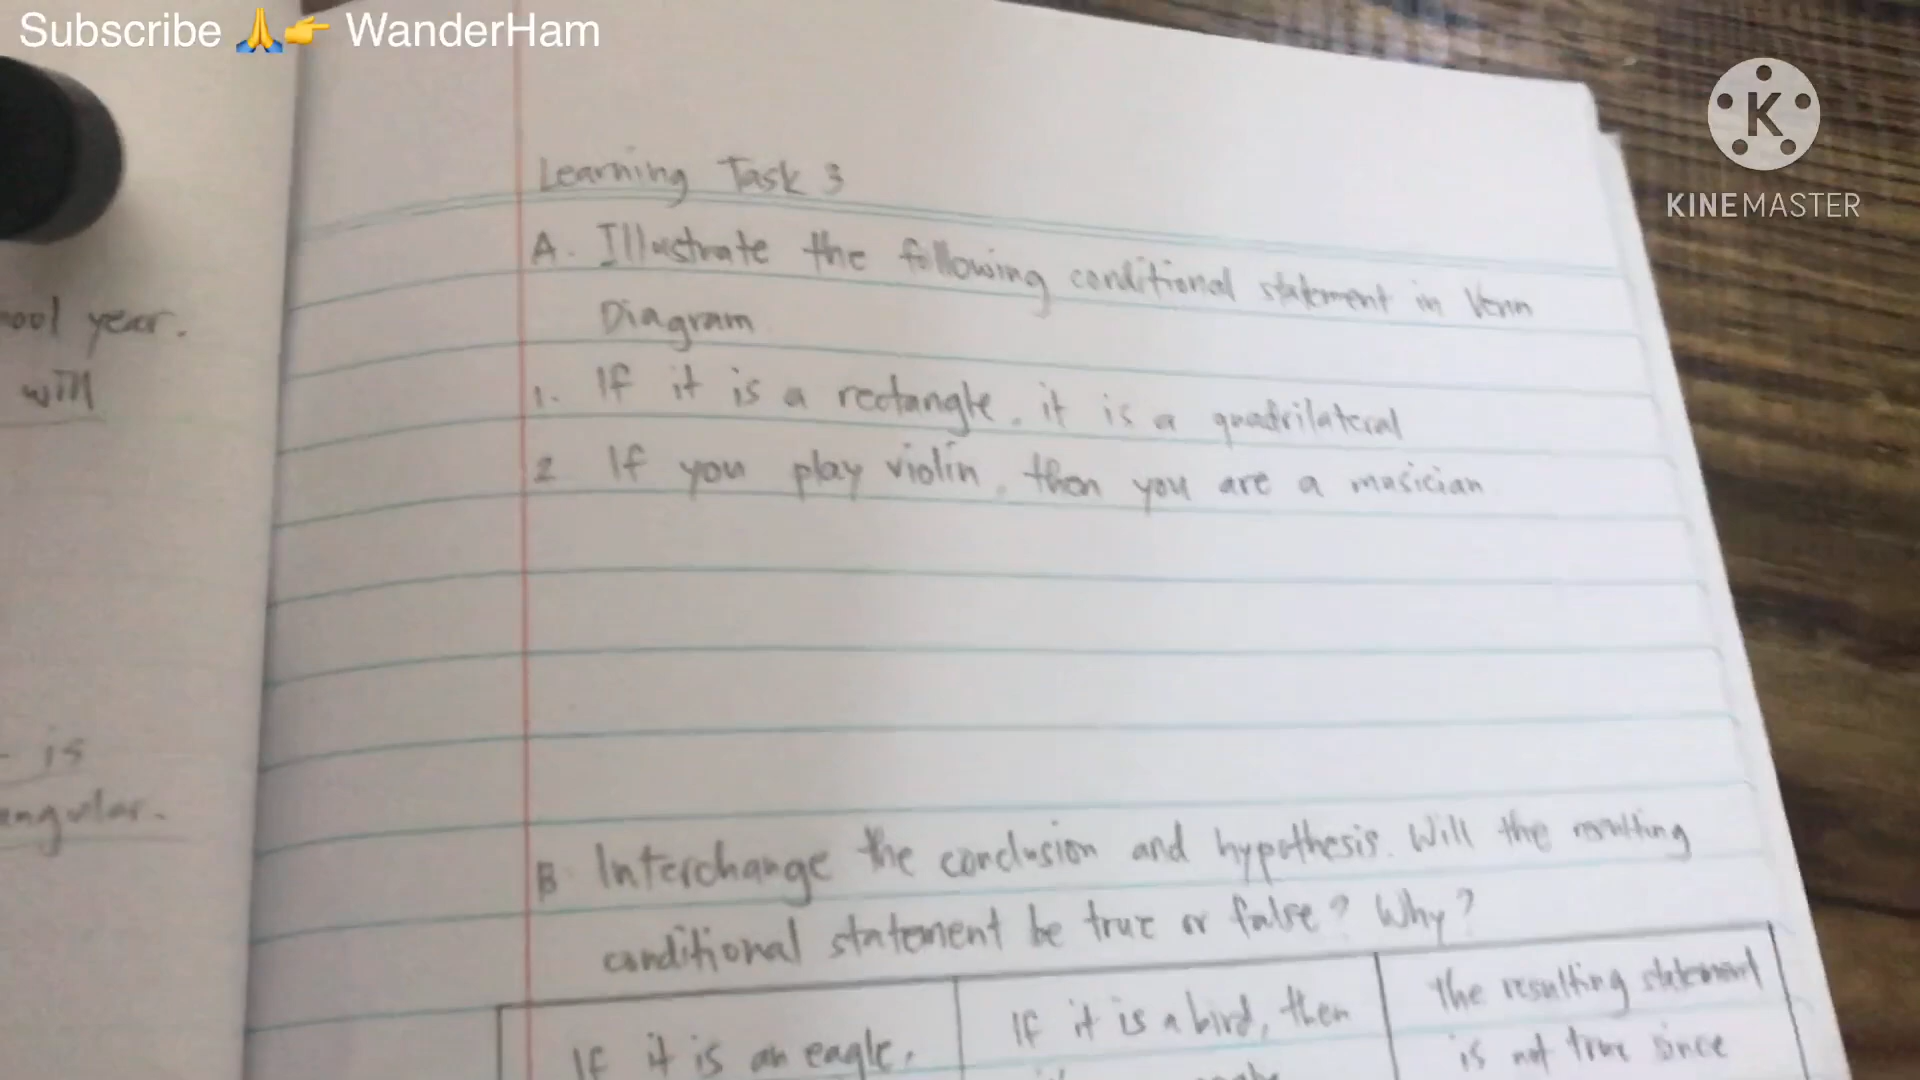 Subscribe 🙏👉 WanderHam
KINEMASTER
ool year.
will
is
angular.
Learning Task 3
A. Illustrate the following conditional statement in Venn
Diagram
1. If it is a rectangle, it is a quadrilateral
2 If you play violin, then you are a musician
B. Interchange the conclusion and hypothesis. Will the resulting
conditional statement be true or false? Why?
If it is an eagle,
If it is a bird, then
The resulting statement
is not true since